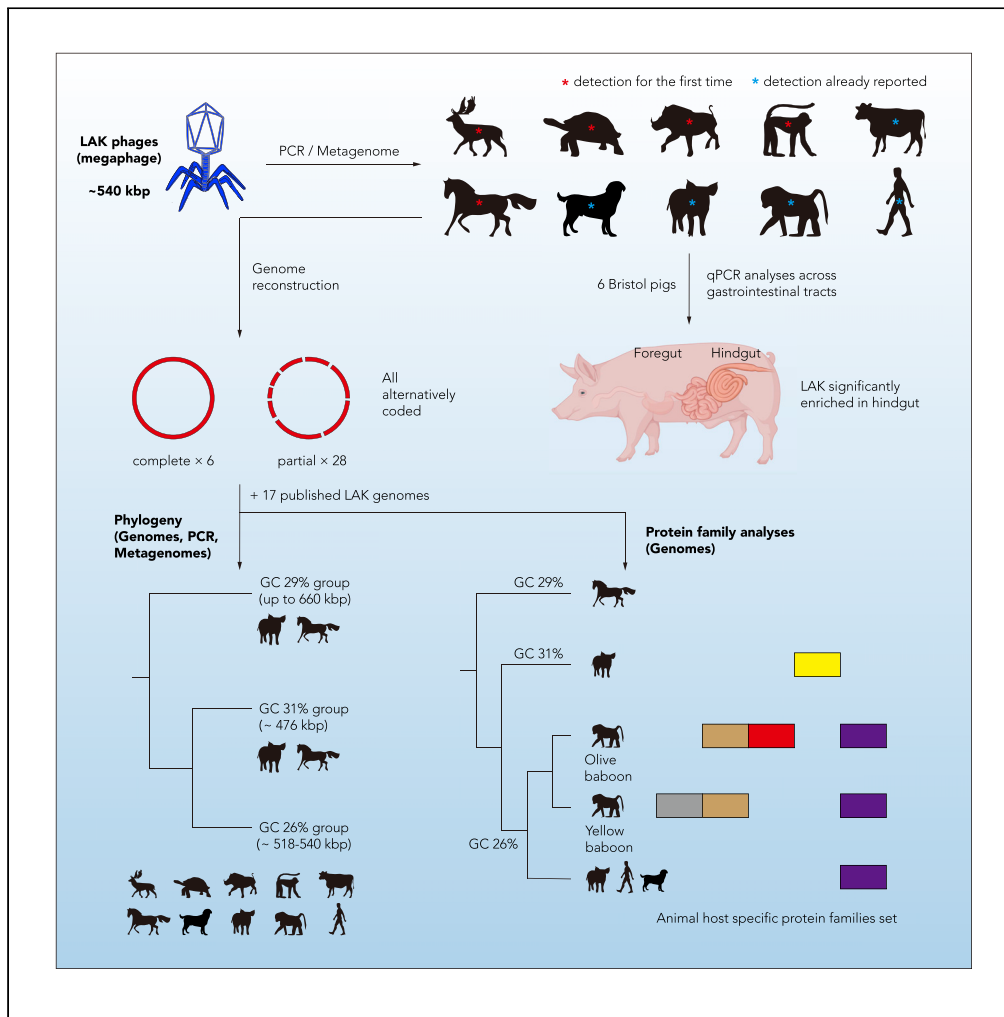 * detection for the first time
* detection already reported
LAK phages
(megaphage)
~540 kbp
PCR / Metagenome
Genome
reconstruction
6 Bristol pigs
qPCR analyses across
gastrointestinal tracts
Foregut
Hindgut
All
alternatively
coded
LAK significantly
enriched in hindgut
complete × 6
partial × 28
+ 17 published LAK genomes
Phylogeny
(Genomes, PCR,
Metagenomes)
Protein family analyses
(Genomes)
GC 29% group
(up to 660 kbp)
GC 31% group
(~ 476 kbp)
GC 26% group
(~ 518-540 kbp)
GC 29%
GC 31%
Olive
baboon
Yellow
baboon
GC 26%
Animal host specific protein families set